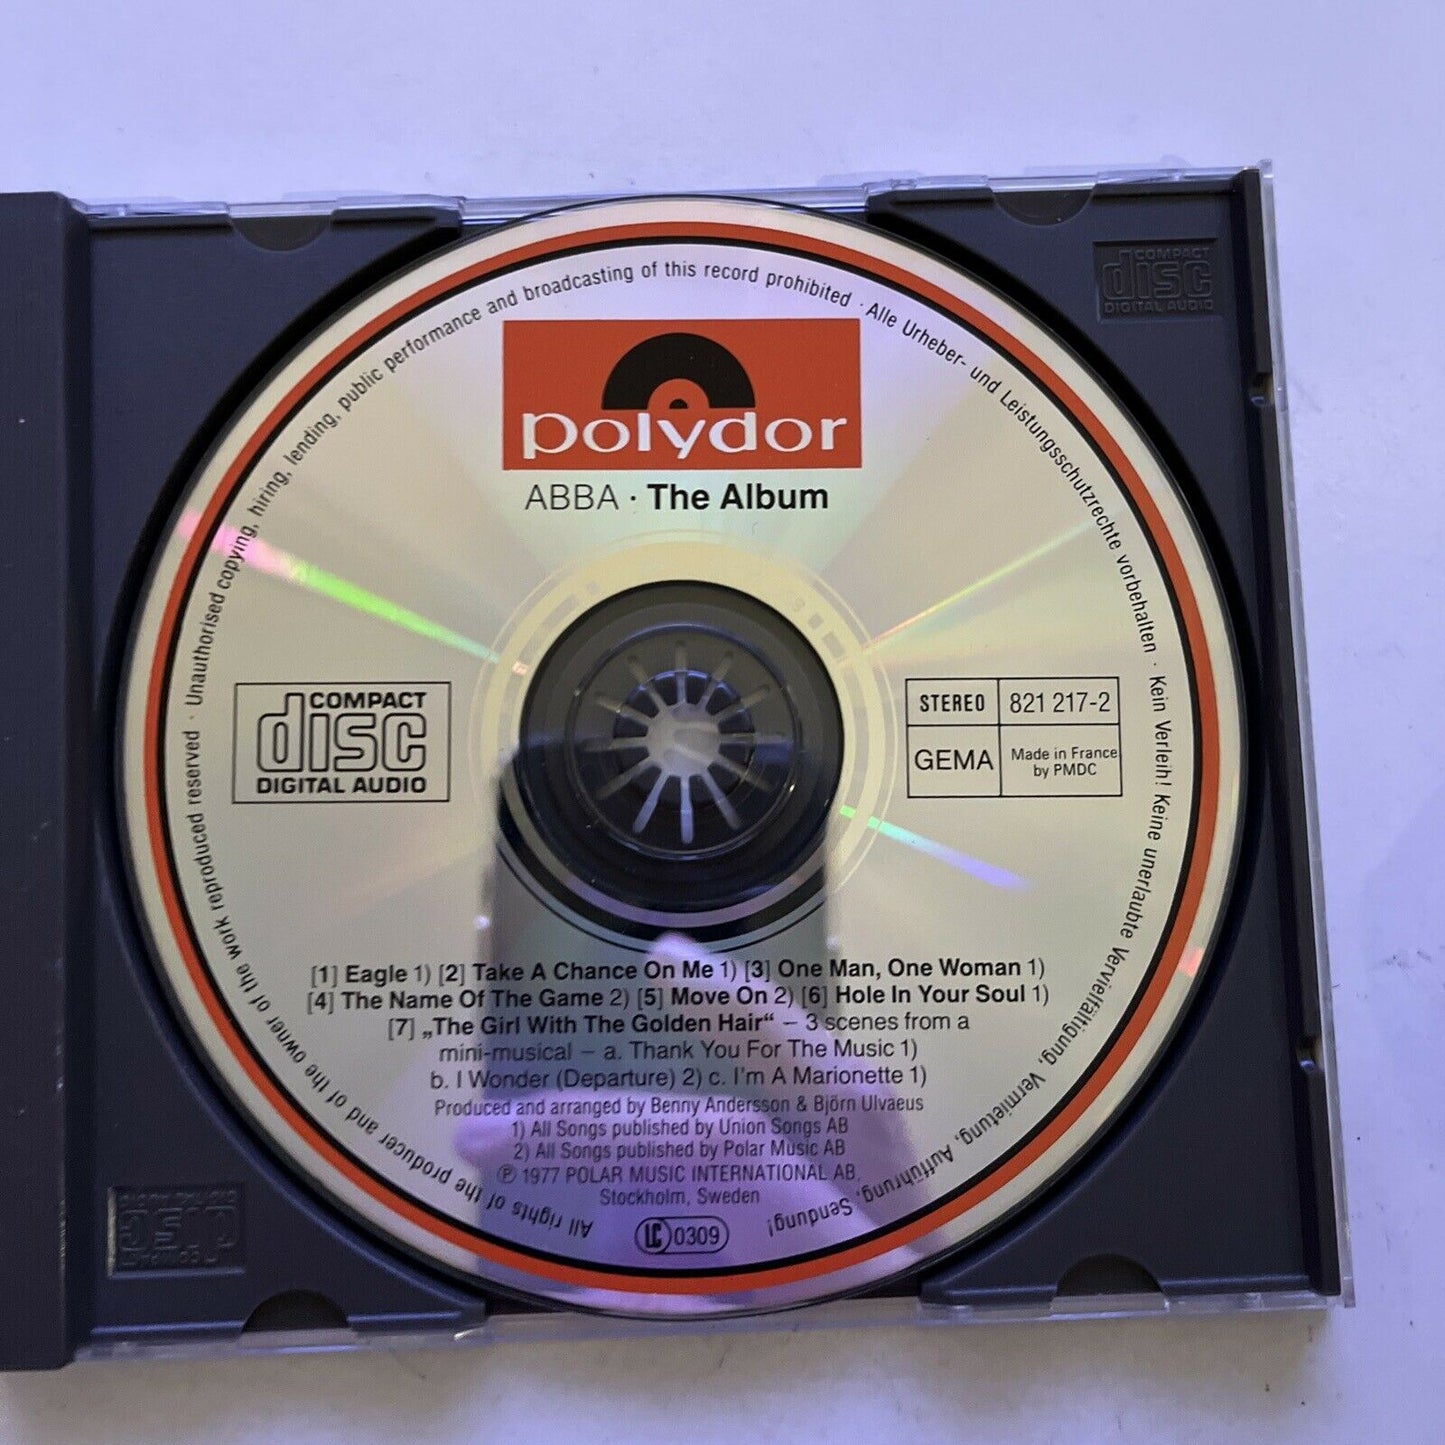 All rights of the producer and of the owner of the work reproduced reserved · Unauthorised copying, hiring, lending, public performance and broadcasting of this record prohibited · Alle Urheber- und Leistungsschutzrechte vorbehalten · Kein Verleih! Keine unerlaubte Vervielfältigung, Vermietung, Aufführung, Sendung!
polydor
ABBA · The Album
COMPACT
disc
DIGITAL AUDIO
STEREO 821 217-2
GEMA Made in France
by PMDC
[1] Eagle 1) [2] Take A Chance On Me 1) [3] One Man, One Woman 1)
[4] The Name Of The Game 2) [5] Move On 2) [6] Hole In Your Soul 1)
[7] „The Girl With The Golden Hair“ – 3 scenes from a
mini-musical – a. Thank You For The Music 1)
b. I Wonder (Departure) 2) c. I'm A Marionette 1)
Produced and arranged by Benny Andersson & Björn Ulvaeus
1) All Songs published by Union Songs AB
2) All Songs published by Polar Music AB
℗ 1977 POLAR MUSIC INTERNATIONAL AB,
Stockholm, Sweden
LC 0309
COMPACT
disc
DIGITAL AUDIO
COMPACT
disc
DIGITAL AUDIO